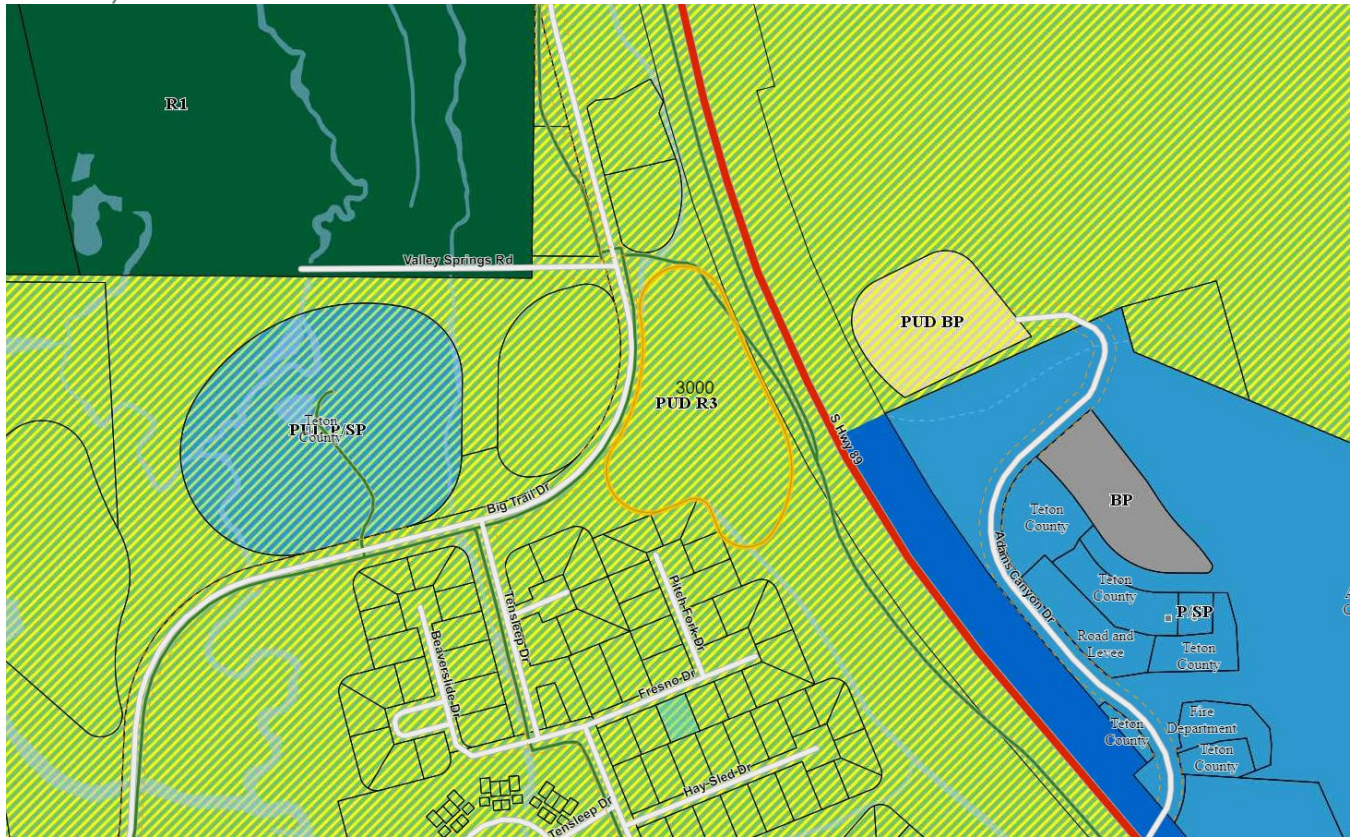 R1
Valley Springs Rd
PUD BP
3000
PUD R3
S Hwy 89
Teton
County
P/SP
Big Trail Dr
BP
Teton
County
Adams Canyon Dr
Teton
County
P/SP
Road and
Levee
Teton
County
Tensleep Dr
Pitch Fork Dr
Beaverslide Dr
Fresno Dr
Fire
Department
Teton
County
Teton
County
Hay Sled Dr
Tensleep Dr